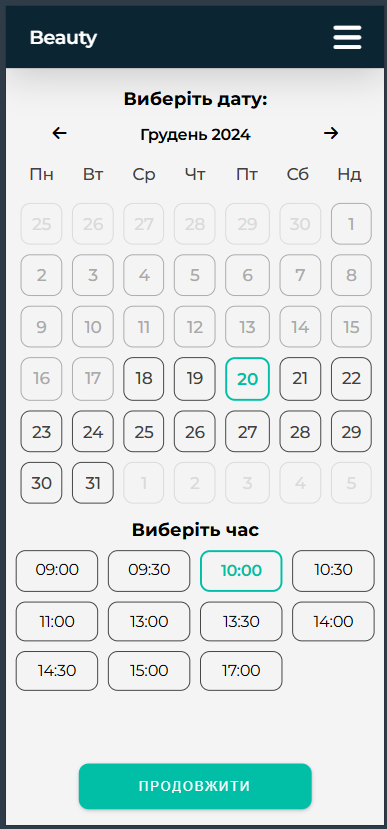 Beauty
Виберіть дату:
Грудень 2024
Пн Вт Ср Чт Пт Сб Нд
25 26 27 28 29 30 1
2 3 4 5 6 7 8
9 10 11 12 13 14 15
16 17 18 19 20 21 22
23 24 25 26 27 28 29
30 31 1 2 3 4 5
Виберіть час
09:00 09:30 10:00 10:30
11:00 13:00 13:30 14:00
14:30 15:00 17:00
ПРОДОВЖИТИ